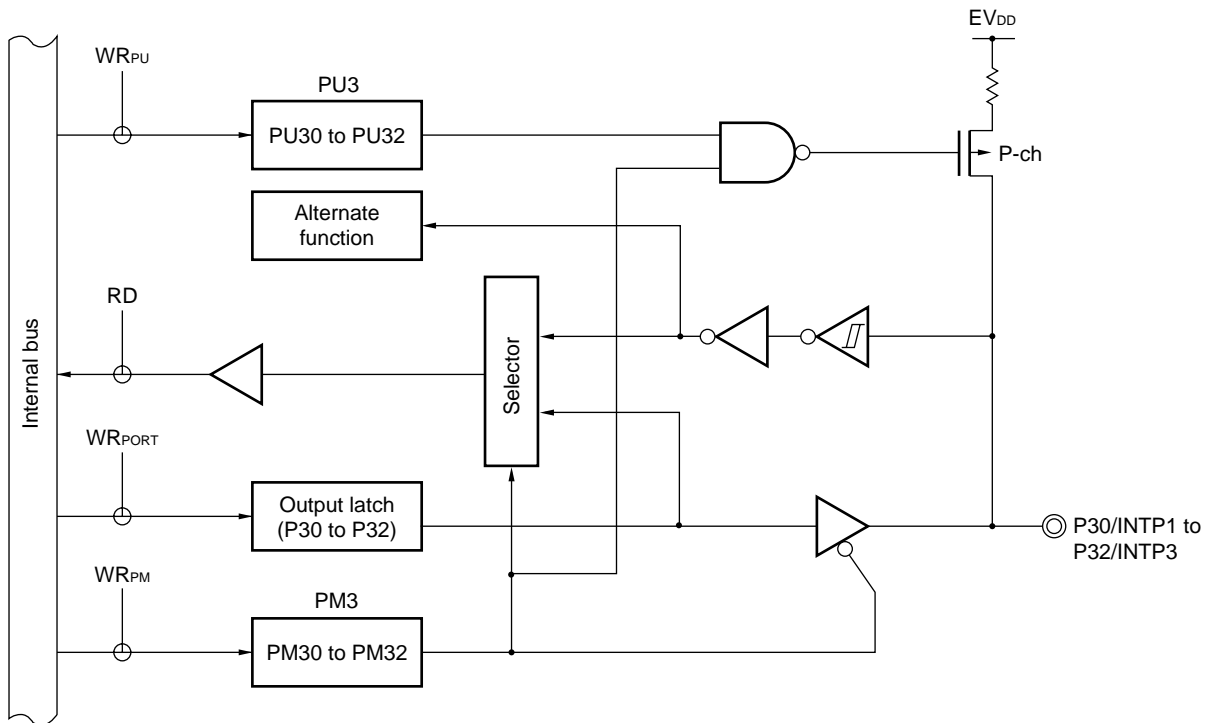 EVDD
WRPU
PU3
PU30 to PU32
P-ch
Alternate
function
RD
Internal bus
Selector
WRPORT
Output latch
(P30 to P32)
P30/INTP1 to
P32/INTP3
WRPM
PM3
PM30 to PM32